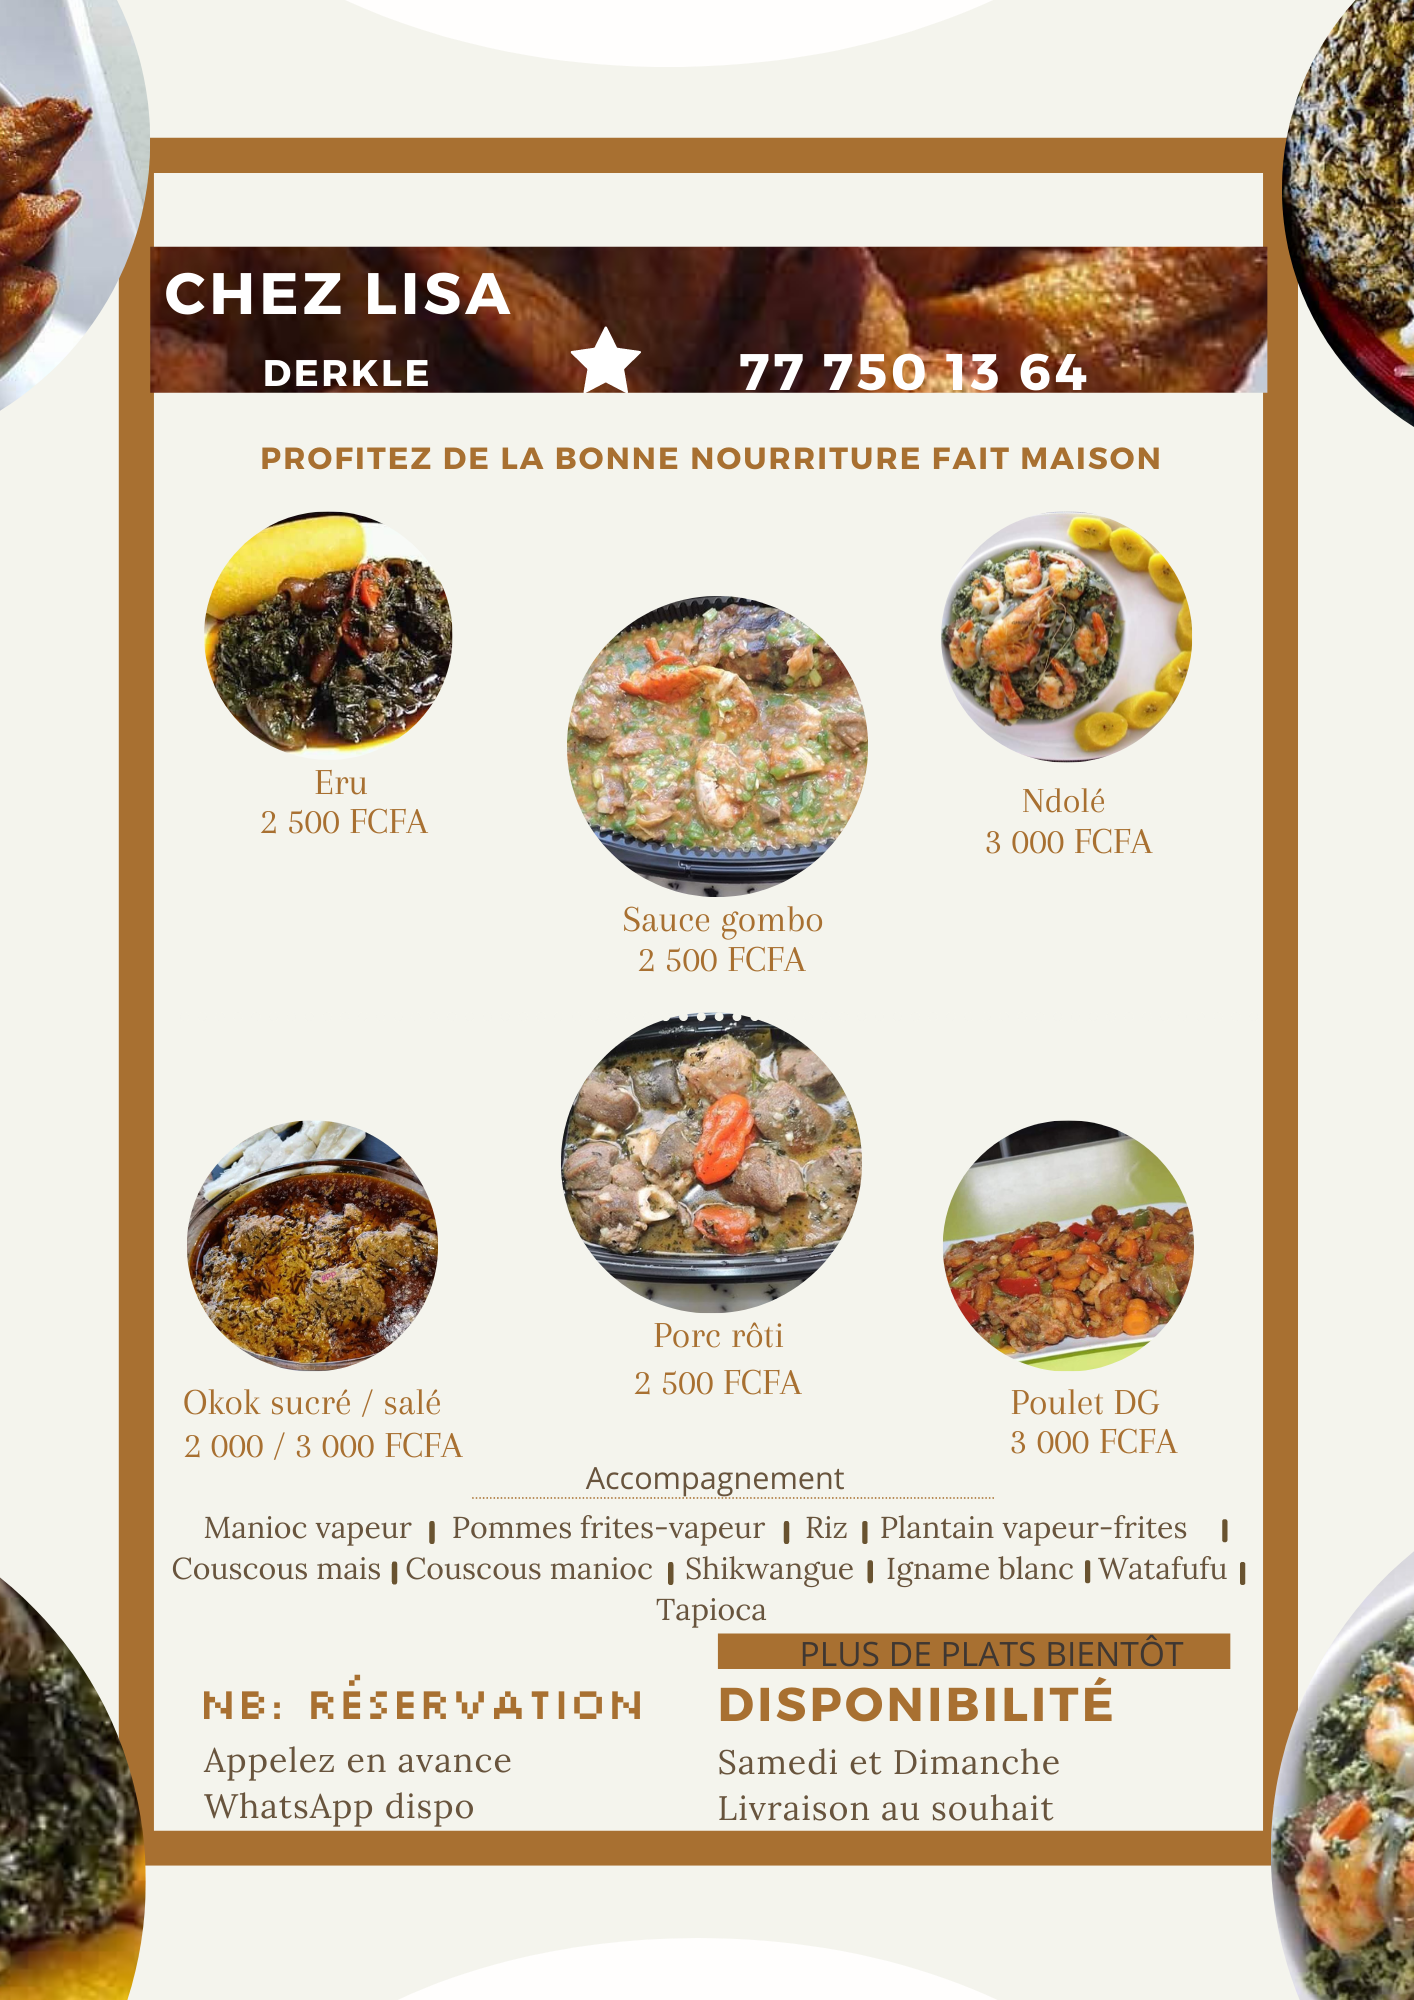 CHEZ LISA
DERKLE
77 750 13 64
PROFITEZ DE LA BONNE NOURRITURE FAIT MAISON
Eru
2 500 FCFA
Sauce gombo
2 500 FCFA
Ndolé
3 000 FCFA
Okok sucré / salé
2 000 / 3 000 FCFA
Porc rôti
2 500 FCFA
Poulet DG
3 000 FCFA
Accompagnement
Manioc vapeur | Pommes frites-vapeur | Riz | Plantain vapeur-frites |
Couscous mais | Couscous manioc | Shikwangue | Igname blanc | Watafufu |
Tapioca
PLUS DE PLATS BIENTÔT
NB: RÉSERVATION
Appelez en avance
WhatsApp dispo
DISPONIBILITÉ
Samedi et Dimanche
Livraison au souhait